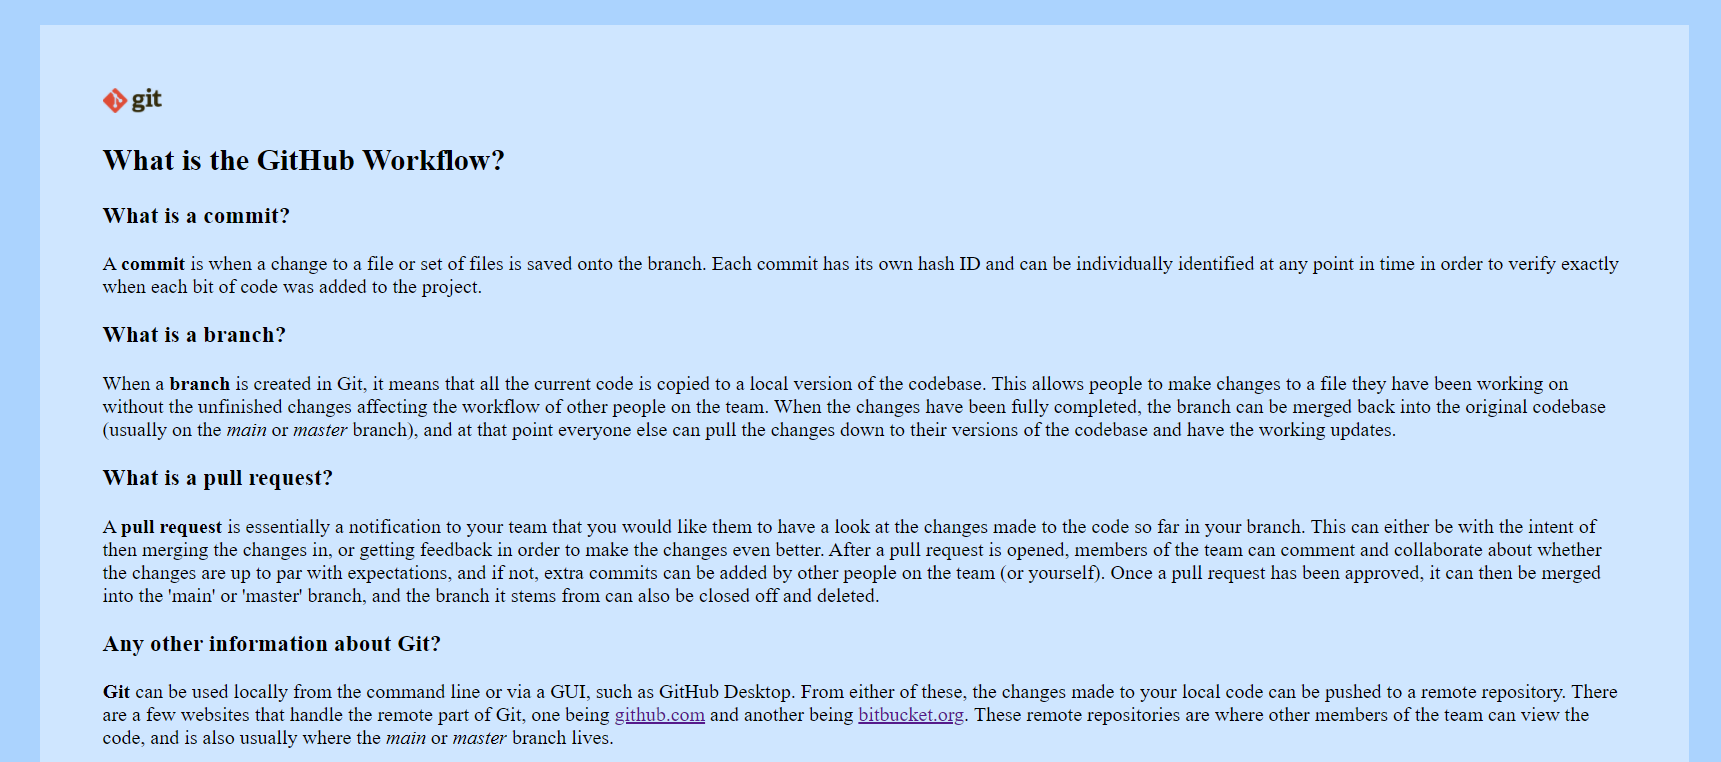 git
What is the GitHub Workflow?
What is a commit?
A commit is when a change to a file or set of files is saved onto the branch. Each commit has its own hash ID and can be individually identified at any point in time in order to verify exactly
when each bit of code was added to the project.
What is a branch?
When a branch is created in Git, it means that all the current code is copied to a local version of the codebase. This allows people to make changes to a file they have been working on
without the unfinished changes affecting the workflow of other people on the team. When the changes have been fully completed, the branch can be merged back into the original codebase
(usually on the main or master branch), and at that point everyone else can pull the changes down to their versions of the codebase and have the working updates.
What is a pull request?
A pull request is essentially a notification to your team that you would like them to have a look at the changes made to the code so far in your branch. This can either be with the intent of
then merging the changes in, or getting feedback in order to make the changes even better. After a pull request is opened, members of the team can comment and collaborate about whether
the changes are up to par with expectations, and if not, extra commits can be added by other people on the team (or yourself). Once a pull request has been approved, it can then be merged
into the 'main' or 'master' branch, and the branch it stems from can also be closed off and deleted.
Any other information about Git?
Git can be used locally from the command line or via a GUI, such as GitHub Desktop. From either of these, the changes made to your local code can be pushed to a remote repository. There
are a few websites that handle the remote part of Git, one being github.com and another being bitbucket.org. These remote repositories are where other members of the team can view the
code, and is also usually where the main or master branch lives.